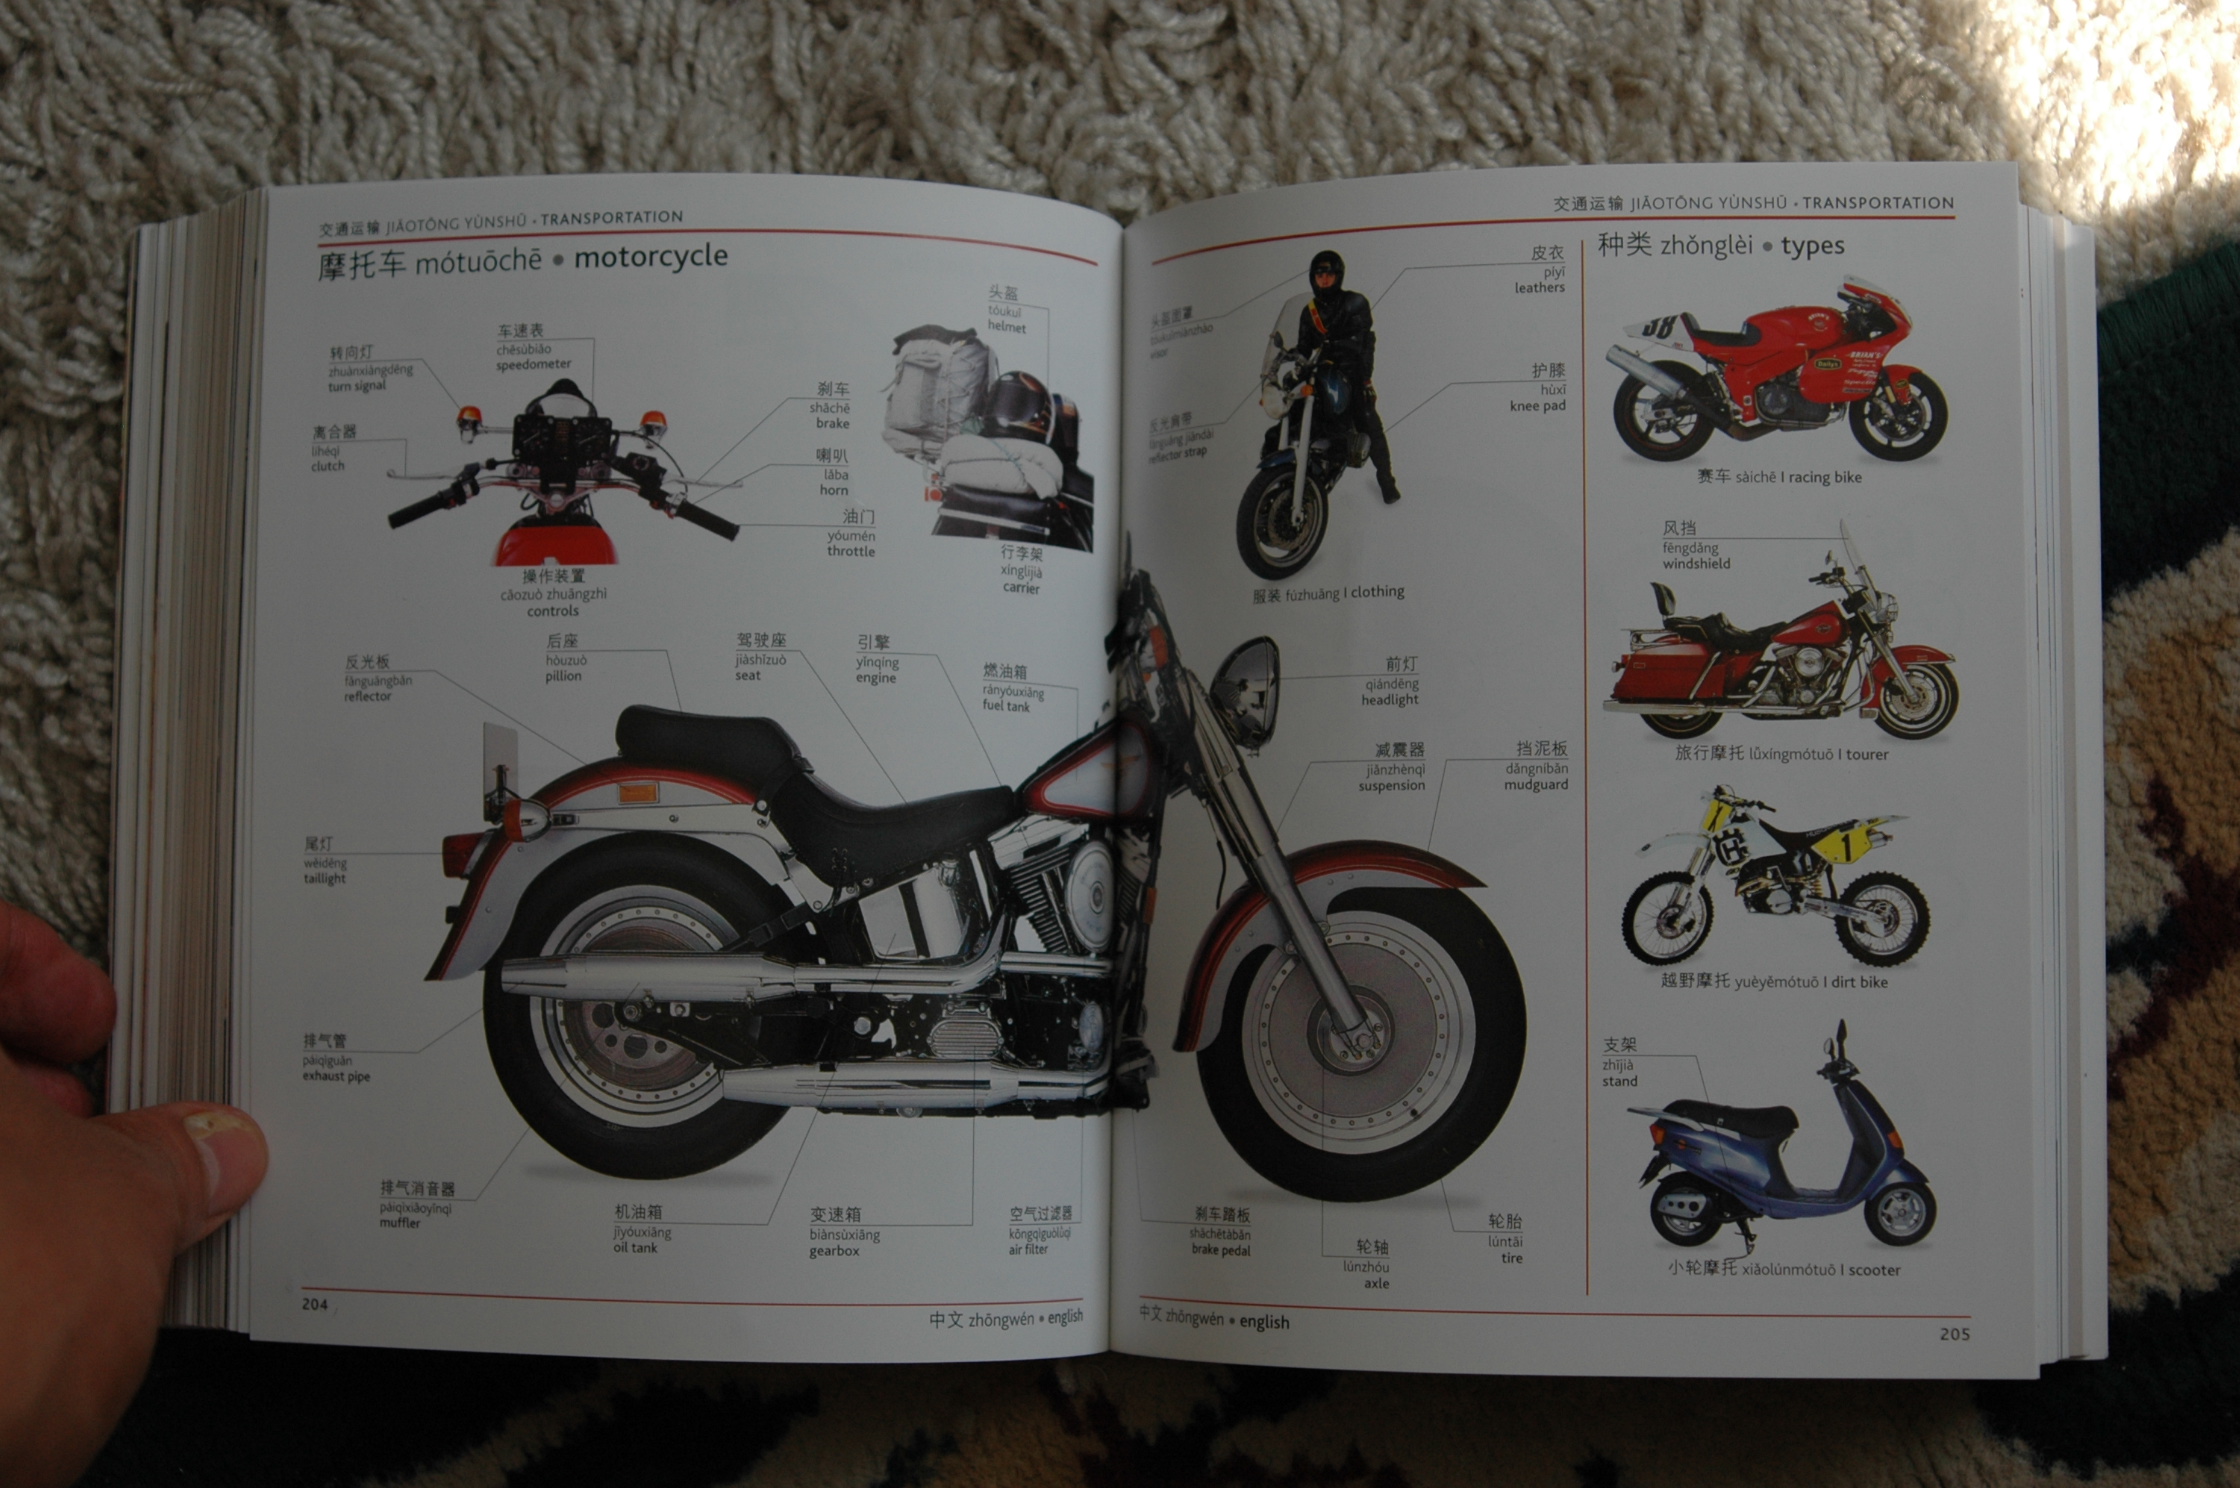 交通运输 JIĀOTŌNG YÙNSHŪ · TRANSPORTATION
摩托车 mótuōchē • motorcycle
转向灯
zhuànxiàngdēng
turn signal
车速表
chēsùbiǎo
speedometer
离合器
líhéqì
clutch
操作装置
cāozuò zhuāngzhì
controls
刹车
shāchē
brake
喇叭
lǎba
horn
油门
yóumén
throttle
头盔
tóukuī
helmet
行李架
xínglijià
carrier
反光板
fǎnguāngbǎn
reflector
后座
hòuzuò
pillion
驾驶座
jiàshǐzuò
seat
引擎
yǐnqíng
engine
燃油箱
rányóuxiāng
fuel tank
尾灯
wěidēng
taillight
排气管
páiqìguǎn
exhaust pipe
排气消音器
páiqìxiāoyīnqì
muffler
机油箱
jīyóuxiāng
oil tank
变速箱
biànsùxiāng
gearbox
空气过滤器
kōngqìguòlǜqì
air filter
204
中文 zhōngwén • english
交通运输 JIĀOTŌNG YÙNSHŪ · TRANSPORTATION
头盔面罩
tóukuīmiànzhào
visor
反光肩带
fǎnguāng jiāndài
reflector strap
皮衣
píyī
leathers
护膝
hùxī
knee pad
服装 fúzhuāng l clothing
前灯
qiándēng
headlight
减震器
jiǎnzhènqì
suspension
挡泥板
dǎngníbǎn
mudguard
刹车踏板
shāchētàbǎn
brake pedal
轮轴
lúnzhóu
axle
轮胎
lúntāi
tire
种类 zhǒnglèi • types
赛车 sàichē l racing bike
风挡
fēngdǎng
windshield
旅行摩托 lǚxíngmótuō l tourer
1
越野摩托 yuèyěmótuō l dirt bike
支架
zhījià
stand
小轮摩托 xiǎolúnmótuō l scooter
中文 zhōngwén • english
205